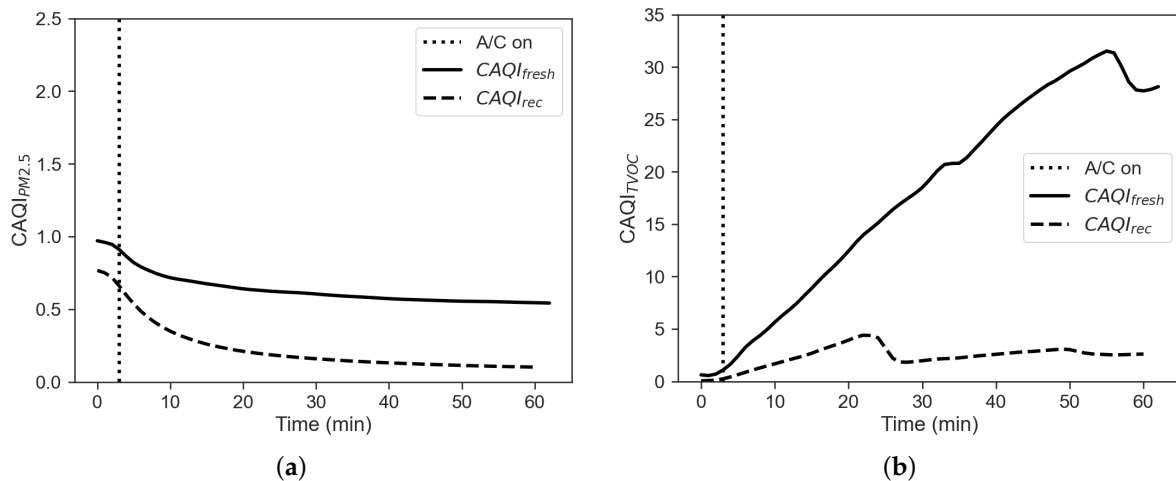 2.5
2.0
1.5
1.0
0.5
0.0
CAQI_PM2.5
0 10 20 30 40 50 60
Time (min)
A/C on
CAQI_fresh
CAQI_rec
(a)
35
30
25
20
15
10
5
0
CAQI_TVOC
0 10 20 30 40 50 60
Time (min)
A/C on
CAQI_fresh
CAQI_rec
(b)